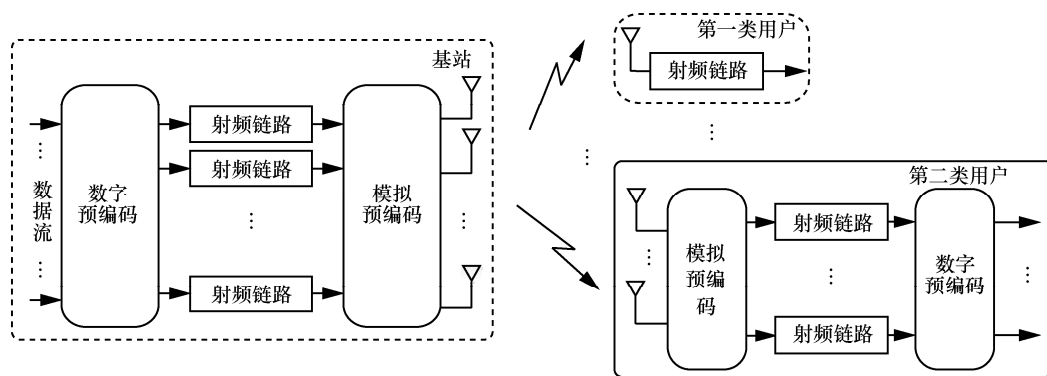 基站
数据流
数字
预编码
射频链路
射频链路
射频链路
模拟
预编码
第一类用户
射频链路
第二类用户
模拟
预编
码
射频链路
射频链路
数字
预编码